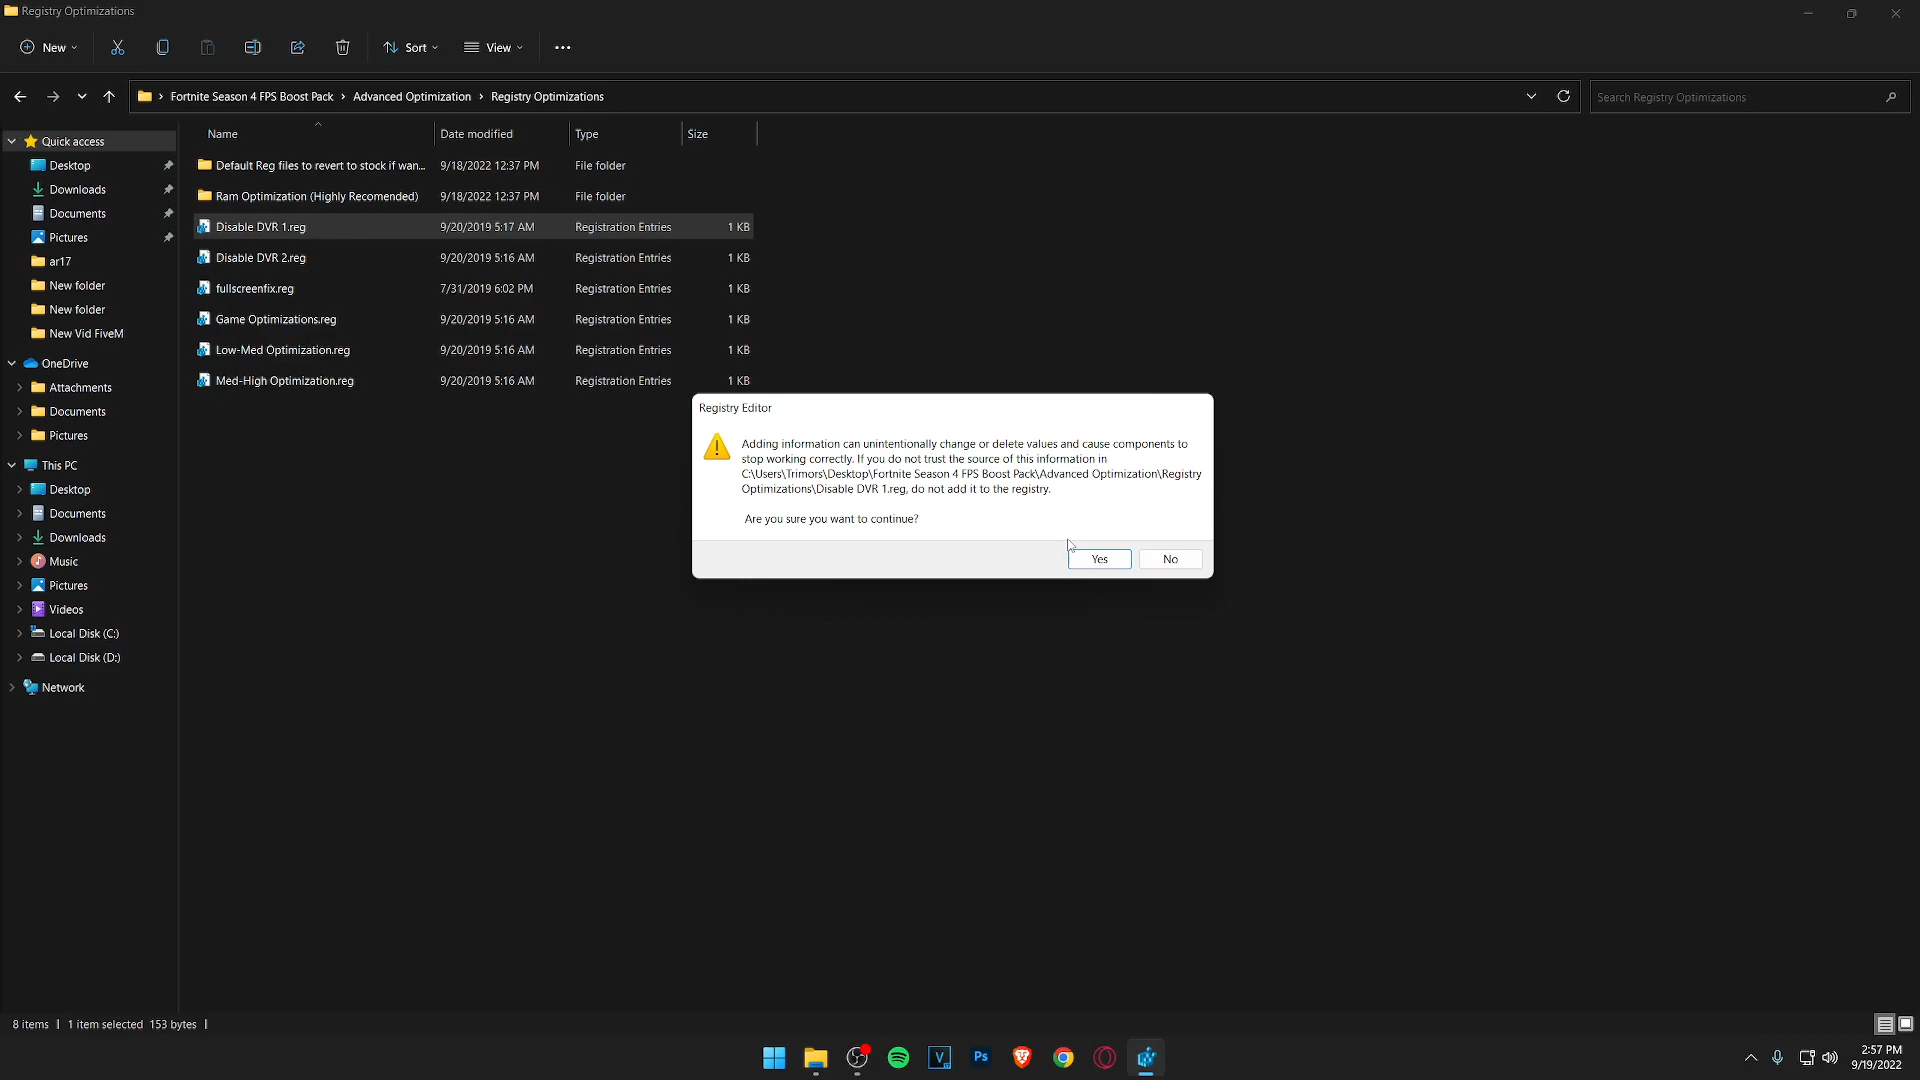 Registry Optimizations
New
Sort
View
Fortnite Season 4 FPS Boost Pack > Advanced Optimization > Registry Optimizations
Search Registry Optimizations
Name Date modified Type Size
Quick access
Desktop
Downloads
Documents
Pictures
ar17
New folder
New folder
New Vid FiveM
OneDrive
Attachments
Documents
Pictures
This PC
Desktop
Documents
Downloads
Music
Pictures
Videos
Local Disk (C:)
Local Disk (D:)
Network
Default Reg files to revert to stock if wan... 9/18/2022 12:37 PM File folder
Ram Optimization (Highly Recomended) 9/18/2022 12:37 PM File folder
Disable DVR 1.reg 9/20/2019 5:17 AM Registration Entries 1 KB
Disable DVR 2.reg 9/20/2019 5:16 AM Registration Entries 1 KB
fullscreenfix.reg 7/31/2019 6:02 PM Registration Entries 1 KB
Game Optimizations.reg 9/20/2019 5:16 AM Registration Entries 1 KB
Low-Med Optimization.reg 9/20/2019 5:16 AM Registration Entries 1 KB
Med-High Optimization.reg 9/20/2019 5:16 AM Registration Entries 1 KB
Registry Editor
Adding information can unintentionally change or delete values and cause components to
stop working correctly. If you do not trust the source of this information in
C:\Users\Trimors\Desktop\Fortnite Season 4 FPS Boost Pack\Advanced Optimization\Registry
Optimizations\Disable DVR 1.reg, do not add it to the registry.
Are you sure you want to continue?
Yes No
8 items | 1 item selected 153 bytes |
V
Ps
2:57 PM
9/19/2022